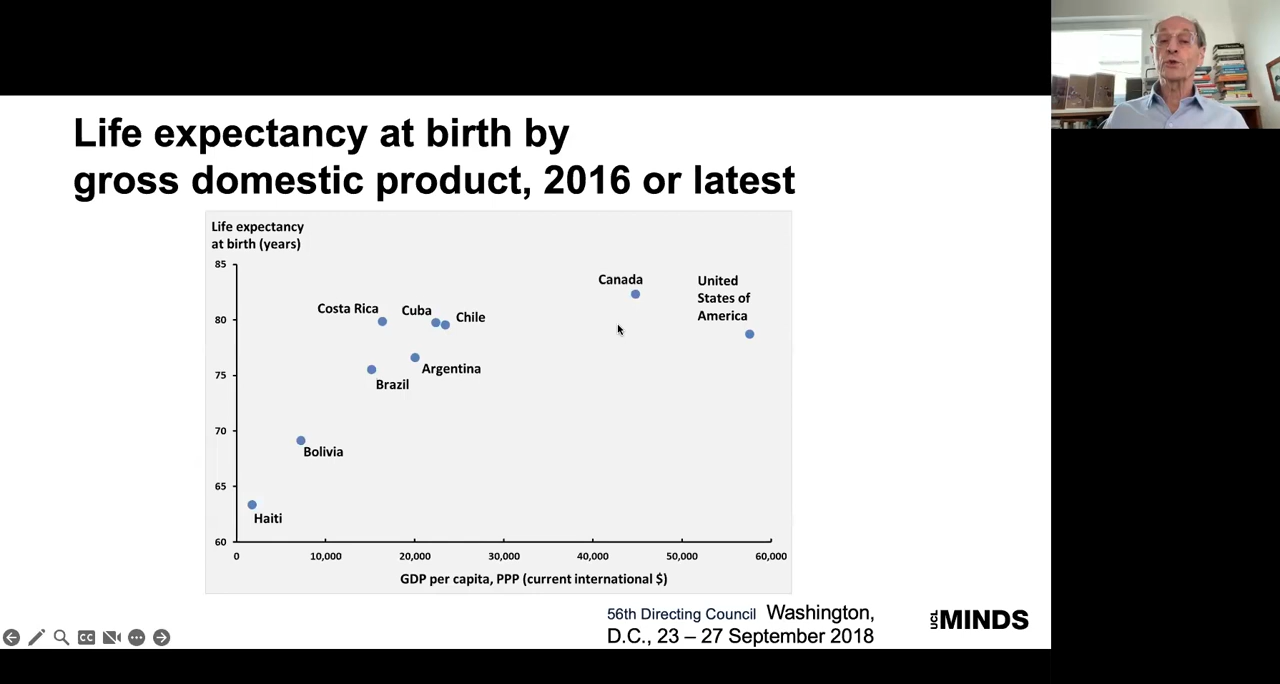 Life expectancy at birth by
gross domestic product, 2016 or latest
Life expectancy
at birth (years)
85
80
75
70
65
60
Canada
United
States of
America
Costa Rica
Cuba
Chile
Argentina
Brazil
Bolivia
Haiti
0 10,000 20,000 30,000 40,000 50,000 60,000
GDP per capita, PPP (current international $)
56th Directing Council Washington,
D.C., 23 – 27 September 2018
UCL MINDS
CC